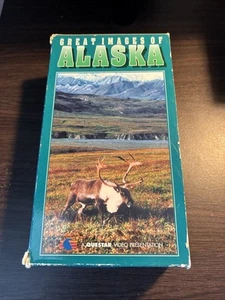 GREAT IMAGES OF
ALASKA
A QUESTAR VIDEO PRESENTATION